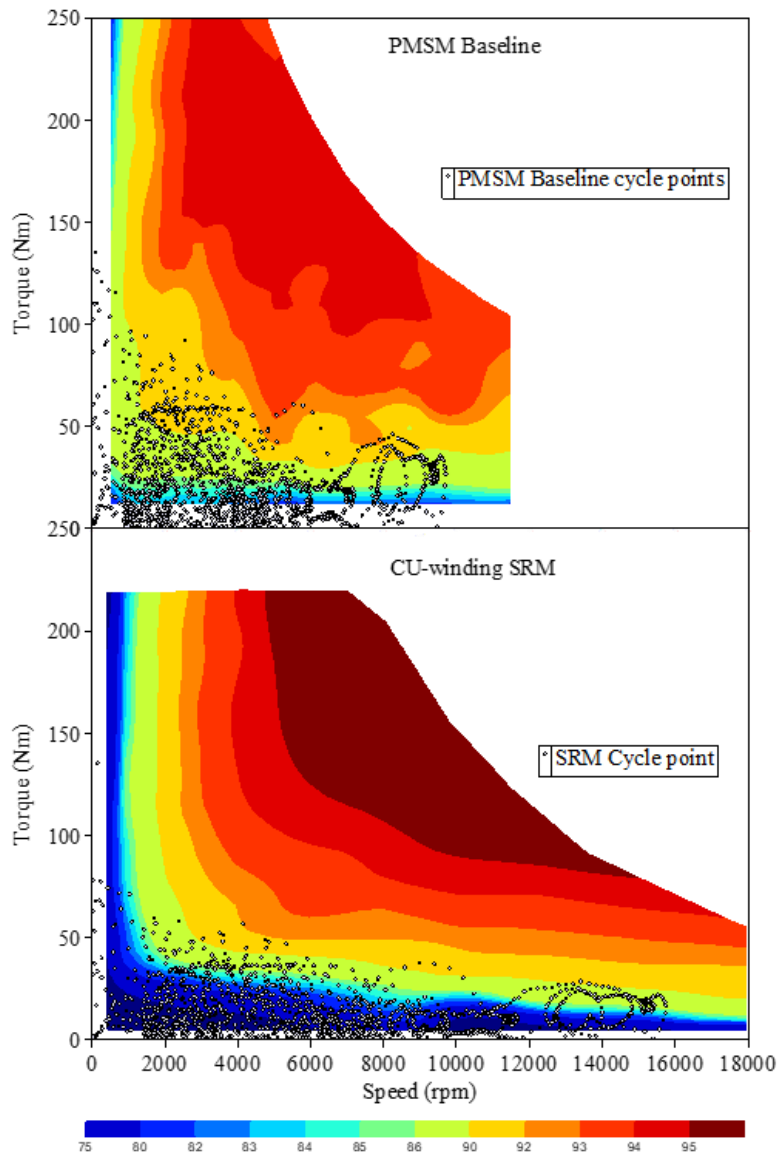 250
PMSM Baseline
200
PMSM Baseline cycle points
150
Torque (Nm)
100
50
250
CU-winding SRM
200
150
SRM Cycle point
Torque (Nm)
100
50
0
0 2000 4000 6000 8000 10000 12000 14000 16000 18000
Speed (rpm)
75 80 82 83 84 85 86 90 92 93 94 95